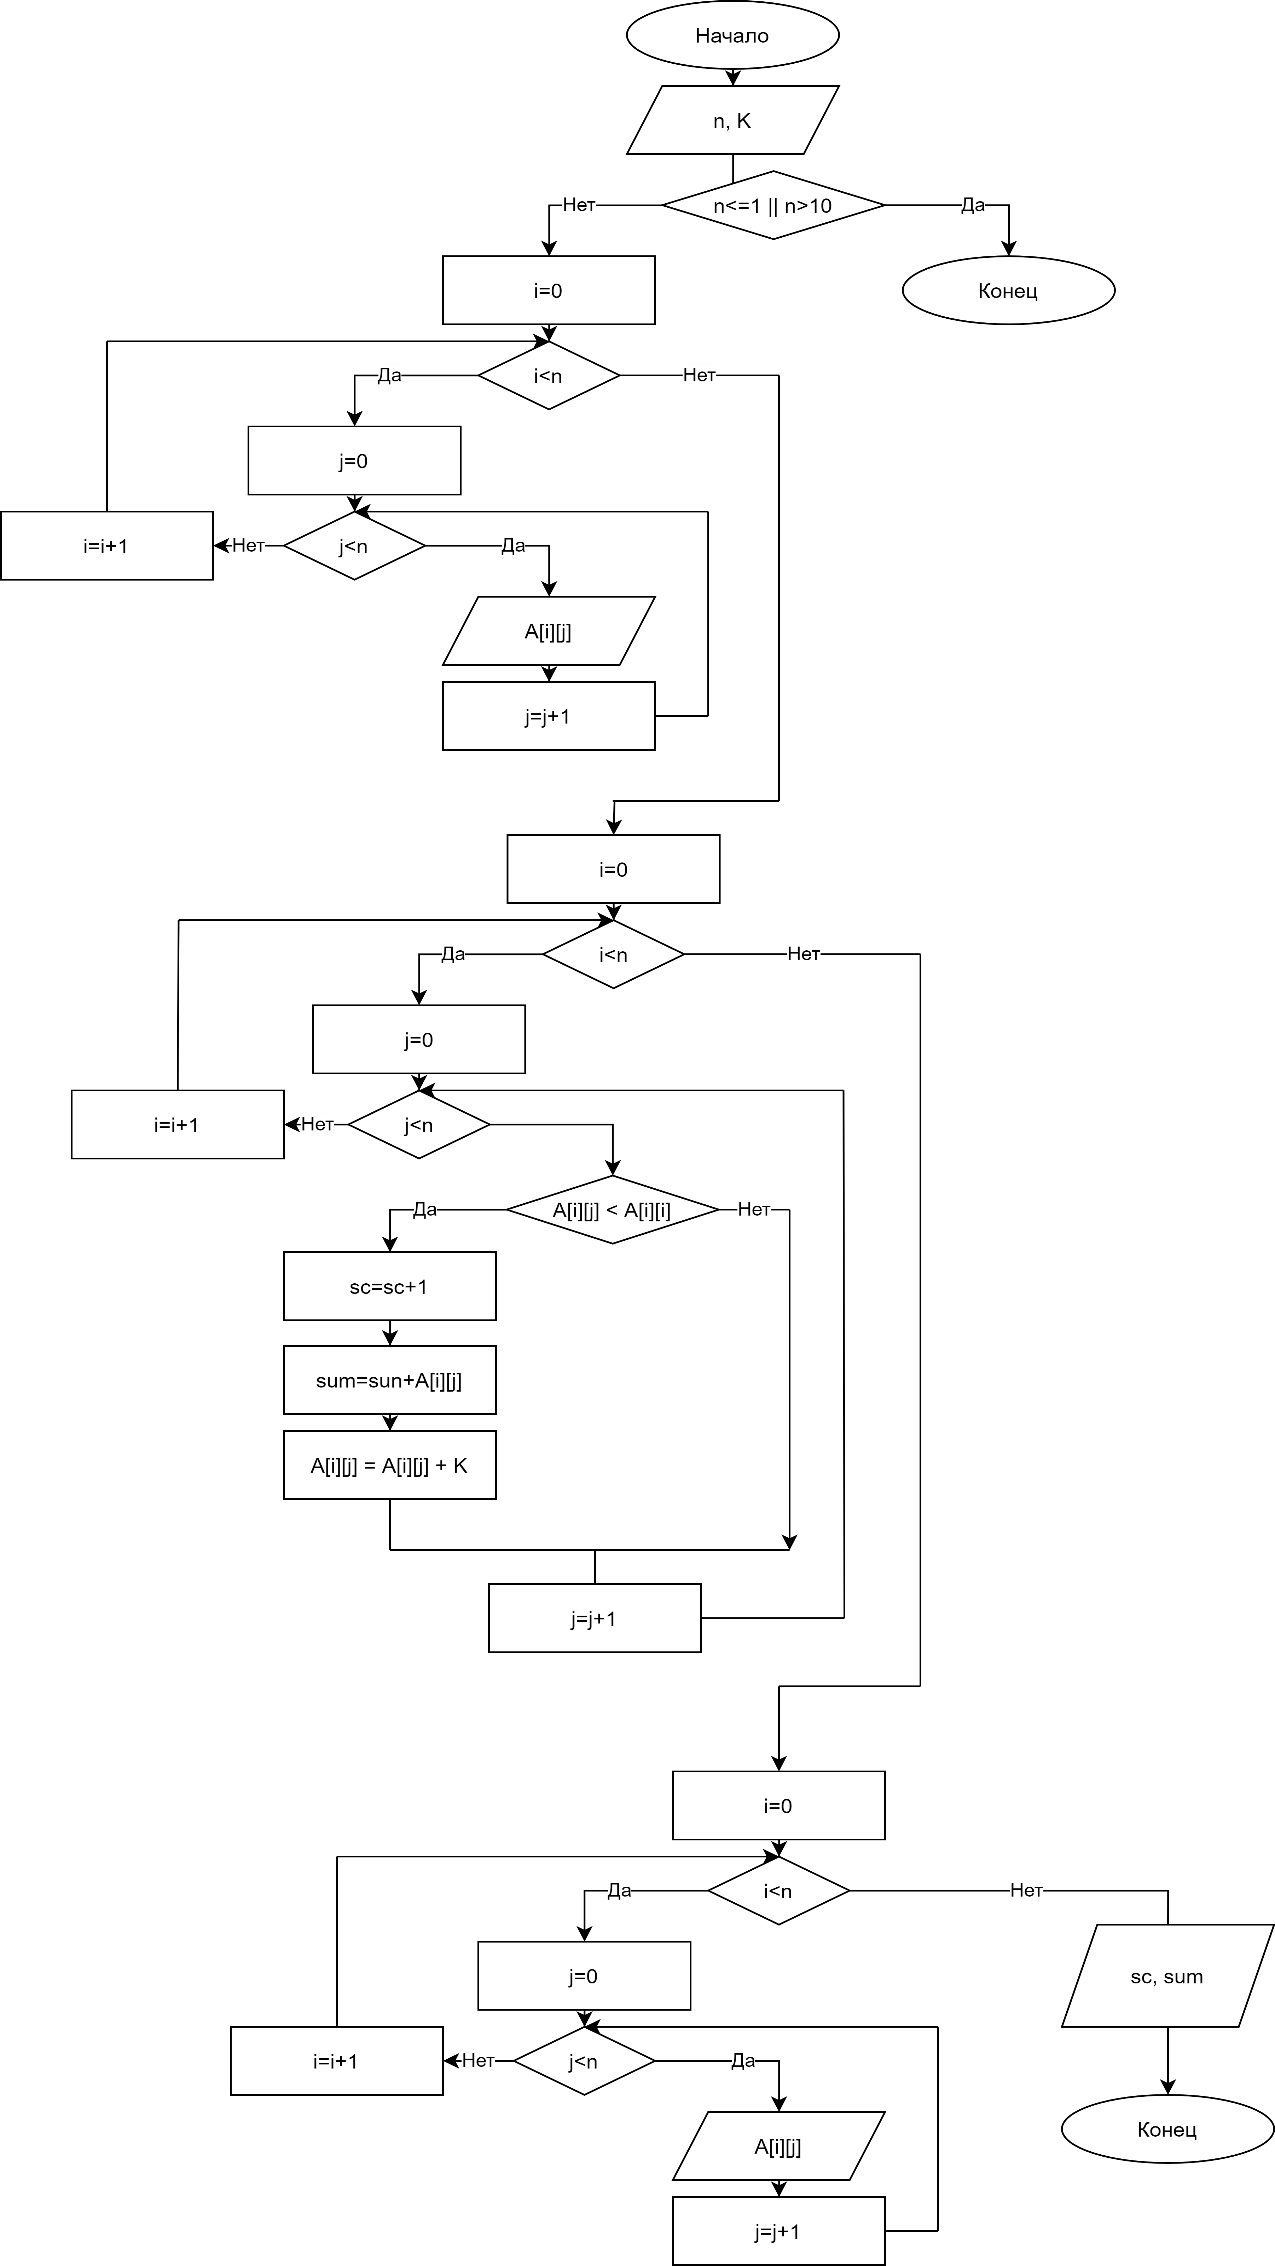 Начало
n, K
n<=1 || n>10
Нет
Да
Конец
i=0
i<n
Да
Нет
j=0
j<n
Нет
Да
i=i+1
A[i][j]
j=j+1
i=0
i<n
Да
Нет
j=0
j<n
Нет
i=i+1
A[i][j] < A[i][i]
Да
Нет
sc=sc+1
sum=sun+A[i][j]
A[i][j] = A[i][j] + K
j=j+1
i=0
i<n
Да
Нет
sc, sum
j=0
j<n
Нет
Да
i=i+1
Конец
A[i][j]
j=j+1